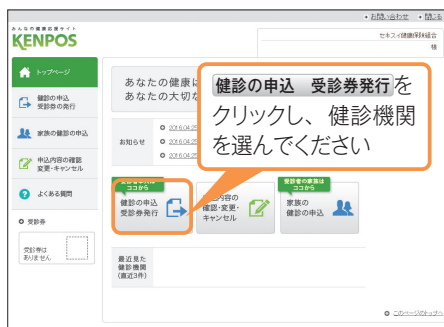 お問い合わせ
閉じる
みんなの健康応援サイト
KENPOS
セキスイ健康保険組合
様
トップページ
健診の申込
受診券の発行
家族の健診の申込
申込内容の確認
変更・キャンセル
よくある質問
受診券
受診券は
ありません
あなたの健康に
あなたの大切な
健診の申込 受診券発行を
クリックし、健診機関
を選んでください
お知らせ
2016.04.25
2016.04.25
2016.04.25
ココから
健診の申込
受診券発行
内容の
確認・変更・
キャンセル
受診者の家族は
ココから
家族の
健診の申込
最近見た
健診機関
(直近3件)
このページのトップへ